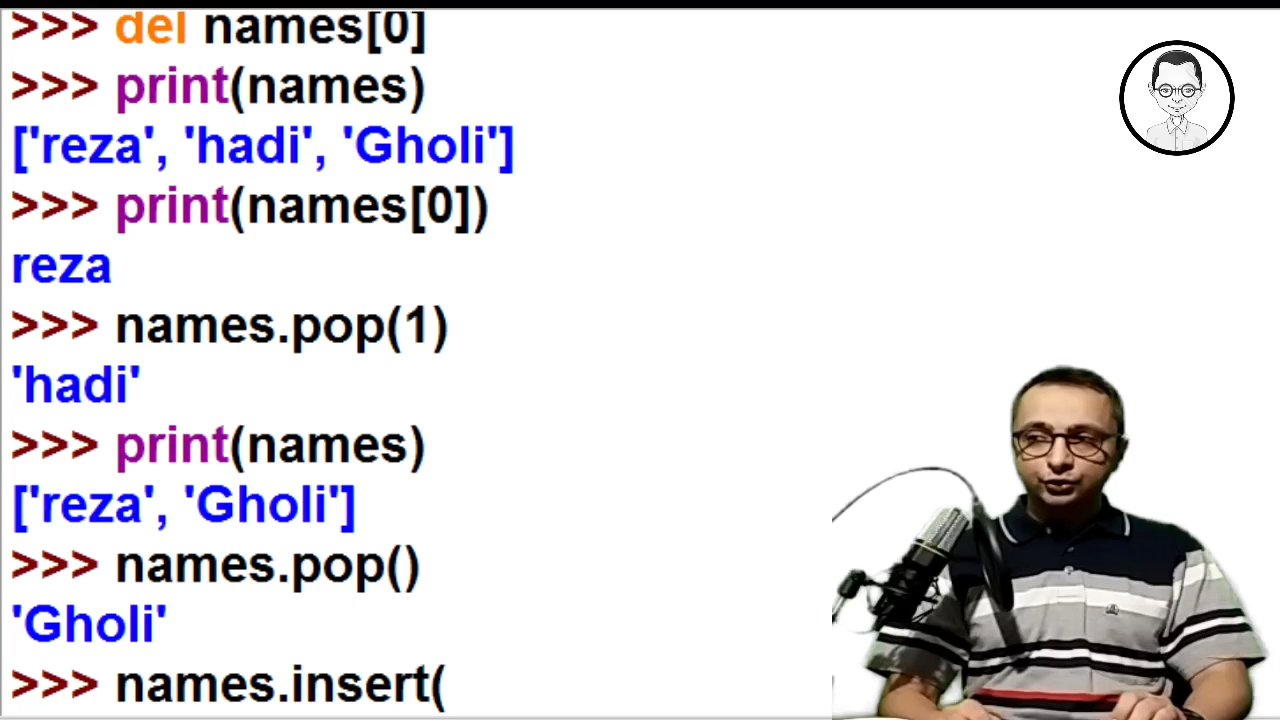 >>> del names[0]
>>> print(names)
['reza', 'hadi', 'Gholi']
>>> print(names[0])
reza
>>> names.pop(1)
'hadi'
>>> print(names)
['reza', 'Gholi']
>>> names.pop()
'Gholi'
>>> names.insert(